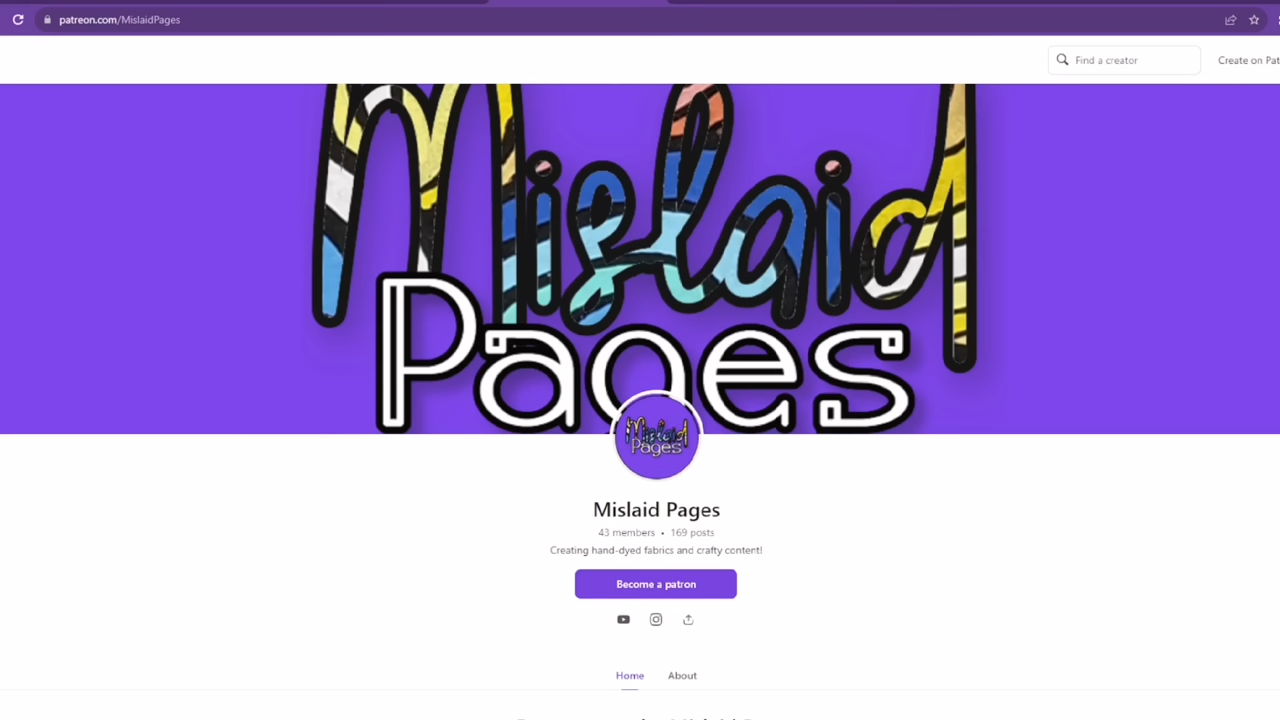 patreon.com/MislaidPages
Find a creator
Create on Pat
Mislaid
Pages
Mislaid
Pages
Mislaid Pages
43 members • 169 posts
Creating hand-dyed fabrics and crafty content!
Become a patron
Home About